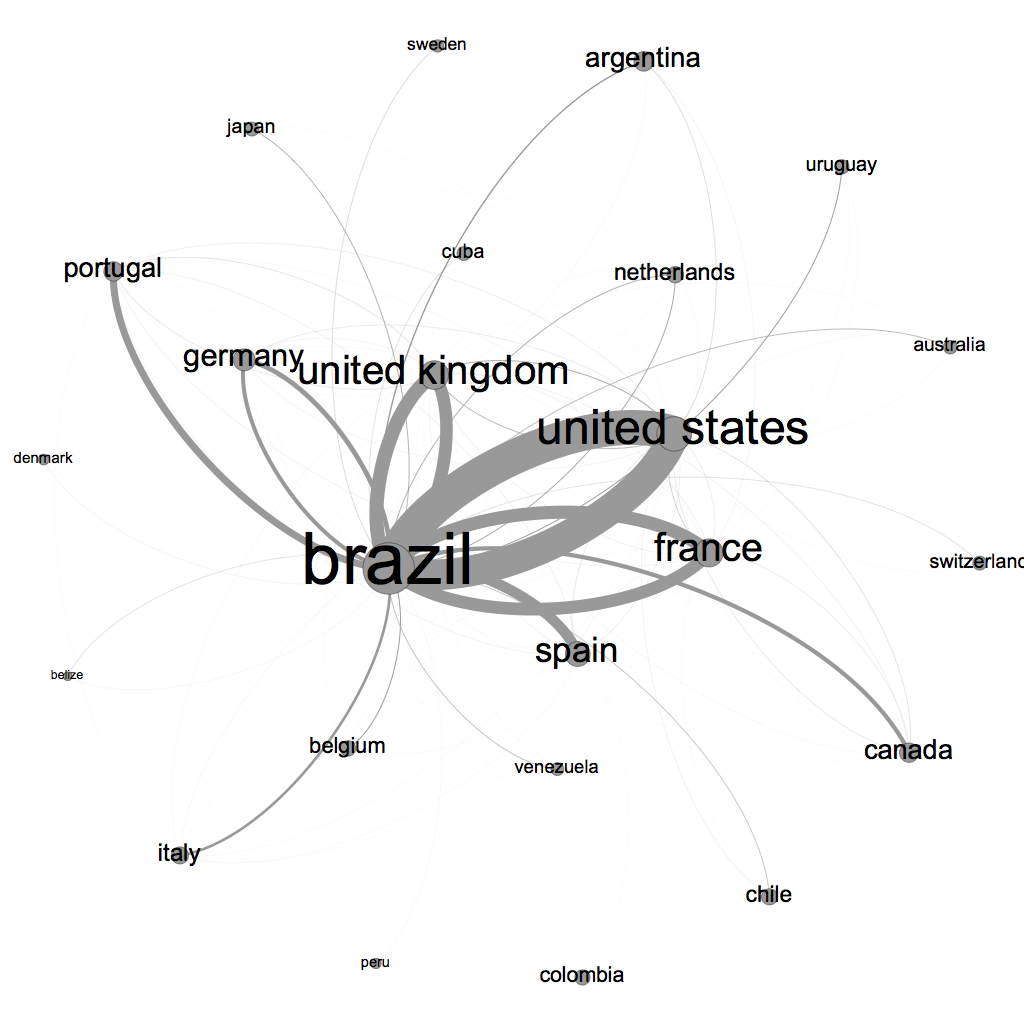 sweden
argentina
japan
uruguay
cuba
portugal
netherlands
australia
germany
united kingdom
united states
denmark
brazil
france
switzerland
spain
belize
belgium
canada
venezuela
italy
chile
peru
colombia